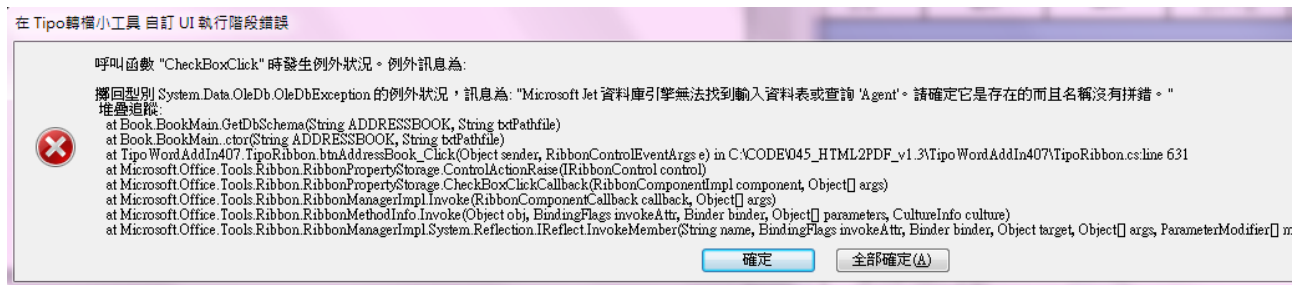 在 Tipo轉檔小工具 自訂 UI 執行階段錯誤
呼叫函數 "CheckBoxClick" 時發生例外狀況。例外訊息為:
擲回型別 System.Data.OleDb.OleDbException 的例外狀況，訊息為: "Microsoft Jet 資料庫引擎無法找到輸入資料表或查詢 'Agent'。請確定它是存在的而且名稱沒有拼錯。"
堆疊追蹤:
at Book.BookMain.GetDbSchema(String ADDRESSBOOK, String txtPathfile)
at Book.BookMain..ctor(String ADDRESSBOOK, String txtPathfile)
at TipoWordAddIn407.TipoRibbon.btnAddressBook_Click(Object sender, RibbonControlEventArgs e) in C:\CODE\045_HTML2PDF_v1.3\TipoWordAddIn407\TipoRibbon.cs:line 631
at Microsoft.Office.Tools.Ribbon.RibbonPropertyStorage.ControlActionRaise(IRibbonControl control)
at Microsoft.Office.Tools.Ribbon.RibbonPropertyStorage.CheckBoxClickCallback(RibbonComponentImpl component, Object[] args)
at Microsoft.Office.Tools.Ribbon.RibbonManagerImpl.Invoke(RibbonComponentCallback callback, Object[] args)
at Microsoft.Office.Tools.Ribbon.RibbonMethodInfo.Invoke(Object obj, BindingFlags invokeAttr, Binder binder, Object[] parameters, CultureInfo culture)
at Microsoft.Office.Tools.Ribbon.RibbonManagerImpl.System.Reflection.IReflect.InvokeMember(String name, BindingFlags invokeAttr, Binder binder, Object target, Object[] args, ParameterModifier[] m
確定 全部確定(A)